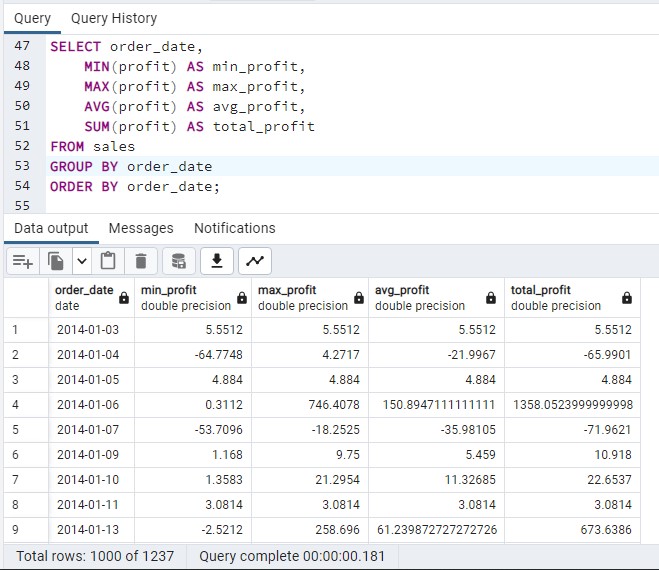 Query Query History
47 SELECT order_date,
48 MIN(profit) AS min_profit,
49 MAX(profit) AS max_profit,
50 AVG(profit) AS avg_profit,
51 SUM(profit) AS total_profit
52 FROM sales
53 GROUP BY order_date
54 ORDER BY order_date;
55
Data output Messages Notifications
order_date min_profit max_profit avg_profit total_profit
date double precision double precision double precision double precision
1 2014-01-03 5.5512 5.5512 5.5512 5.5512
2 2014-01-04 -64.7748 4.2717 -21.9967 -65.9901
3 2014-01-05 4.884 4.884 4.884 4.884
4 2014-01-06 0.3112 746.4078 150.8947111111111 1358.0523999999998
5 2014-01-07 -53.7096 -18.2525 -35.98105 -71.9621
6 2014-01-09 1.168 9.75 5.459 10.918
7 2014-01-10 1.3583 21.2954 11.32685 22.6537
8 2014-01-11 3.0814 3.0814 3.0814 3.0814
9 2014-01-13 -2.5212 258.696 61.239872727272726 673.6386
Total rows: 1000 of 1237 Query complete 00:00:00.181